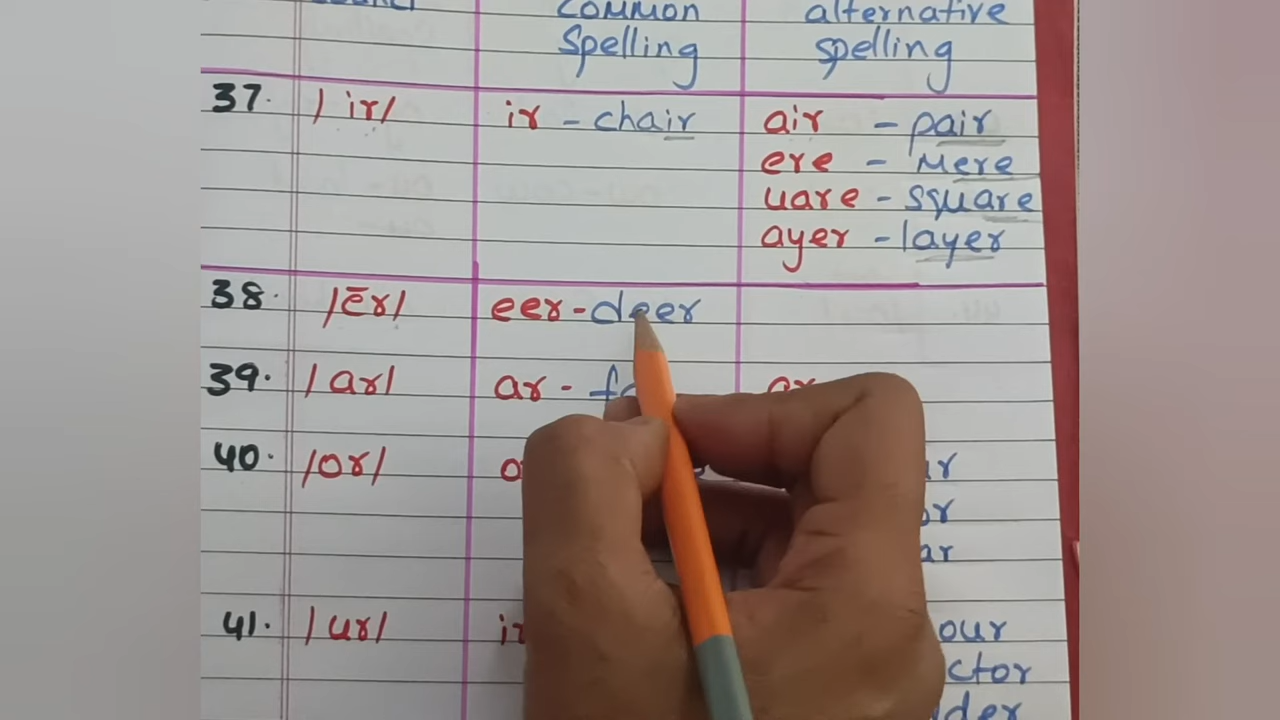 common alternative
spelling spelling
37. /ir/ ir - chair air - pair
ere - mere
uare - square
ayer - layer
38. /ēr/ eer - deer
39. /ar/ ar -
40. /or/
41. /ur/ our